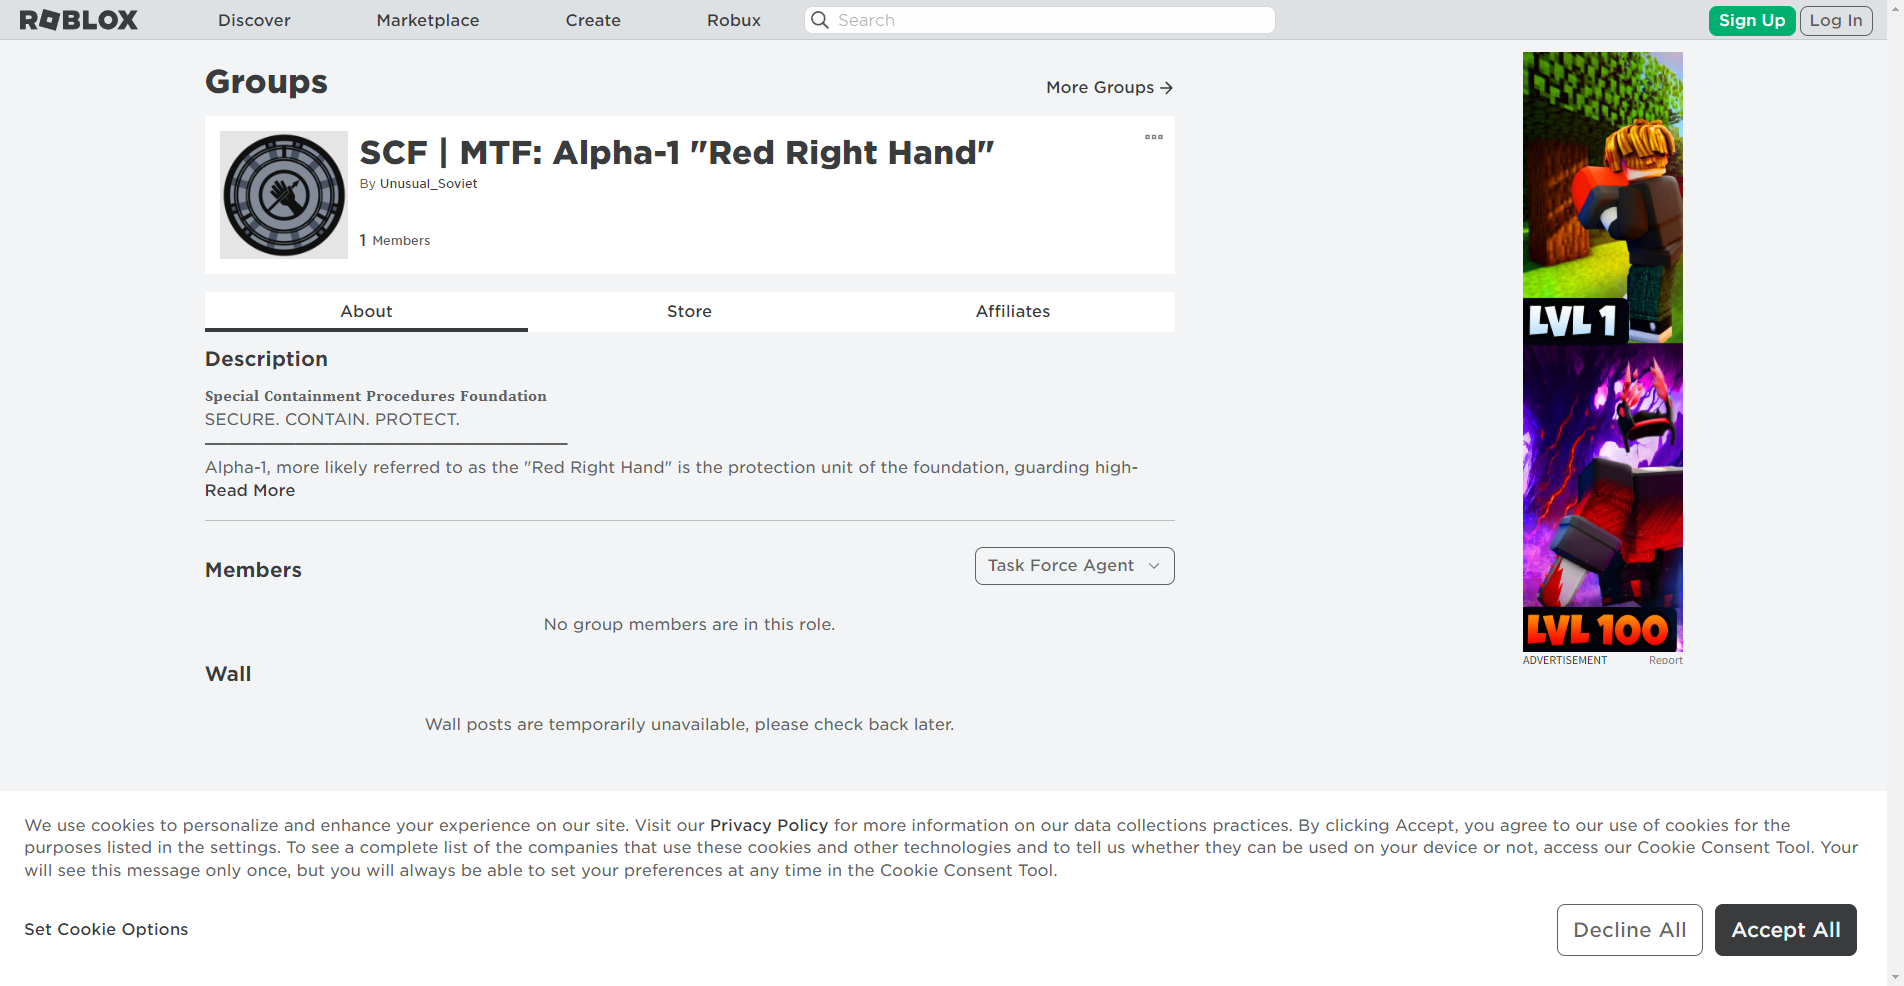 ROBLOX
Discover
Marketplace
Create
Robux
Search
Sign Up
Log In
Groups
More Groups
SCF | MTF: Alpha-1 "Red Right Hand"
By Unusual_Soviet
1 Members
About
Store
Affiliates
Description
Special Containment Procedures Foundation
SECURE. CONTAIN. PROTECT.
Alpha-1, more likely referred to as the "Red Right Hand" is the protection unit of the foundation, guarding high-
Read More
Members
Task Force Agent
No group members are in this role.
Wall
Wall posts are temporarily unavailable, please check back later.
LVL 1
LVL 100
ADVERTISEMENT
Report
We use cookies to personalize and enhance your experience on our site. Visit our Privacy Policy for more information on our data collections practices. By clicking Accept, you agree to our use of cookies for the
purposes listed in the settings. To see a complete list of the companies that use these cookies and other technologies and to tell us whether they can be used on your device or not, access our Cookie Consent Tool. Your
will see this message only once, but you will always be able to set your preferences at any time in the Cookie Consent Tool.
Set Cookie Options
Decline All
Accept All